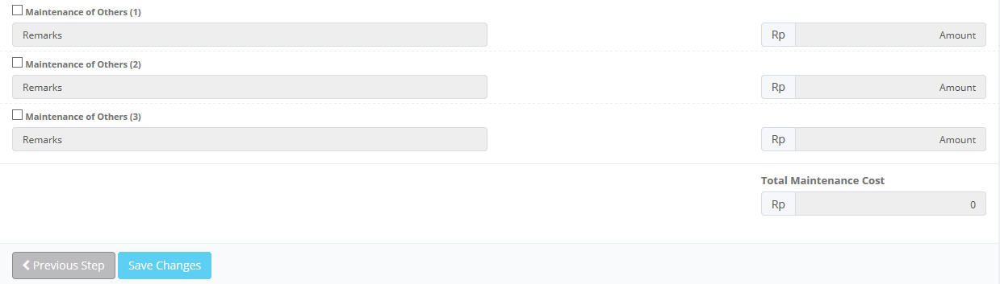 Maintenance of Others (1)
Remarks Rp Amount
Maintenance of Others (2)
Remarks Rp Amount
Maintenance of Others (3)
Remarks Rp Amount
Total Maintenance Cost
Rp 0
Previous Step Save Changes